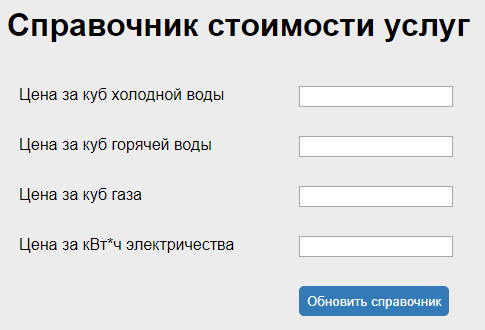 Справочник стоимости услуг
Цена за куб холодной воды
Цена за куб горячей воды
Цена за куб газа
Цена за кВт*ч электричества
Обновить справочник